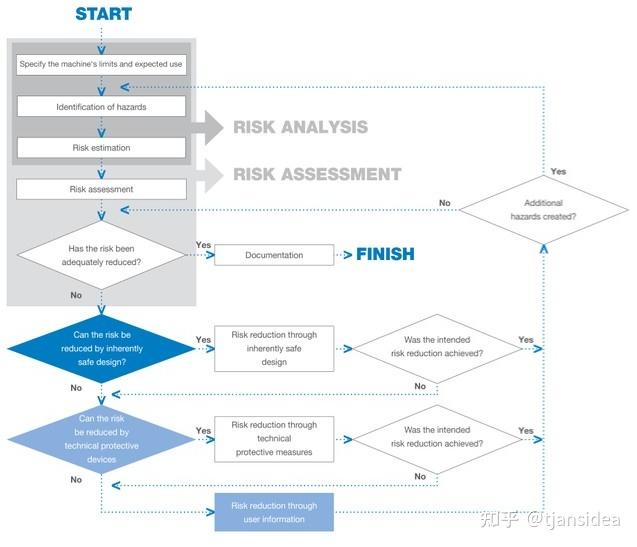 START
Specify the machine's limits and expected use
Identification of hazards
RISK ANALYSIS
Risk estimation
RISK ASSESSMENT
Yes
Risk assessment
No
Additional
hazards created?
Has the risk been
adequately reduced?
Yes
Documentation
FINISH
No
Can the risk be
reduced by inherently
safe design?
Yes
Risk reduction through
inherently safe
design
Was the intended
risk reduction achieved?
Yes
No
No
Can the risk
be reduced by
technical protective
devices
Yes
Risk reduction through
technical
protective measures
Was the intended
risk reduction achieved?
Yes
No
No
Risk reduction through
user information
知乎 @tjansidea